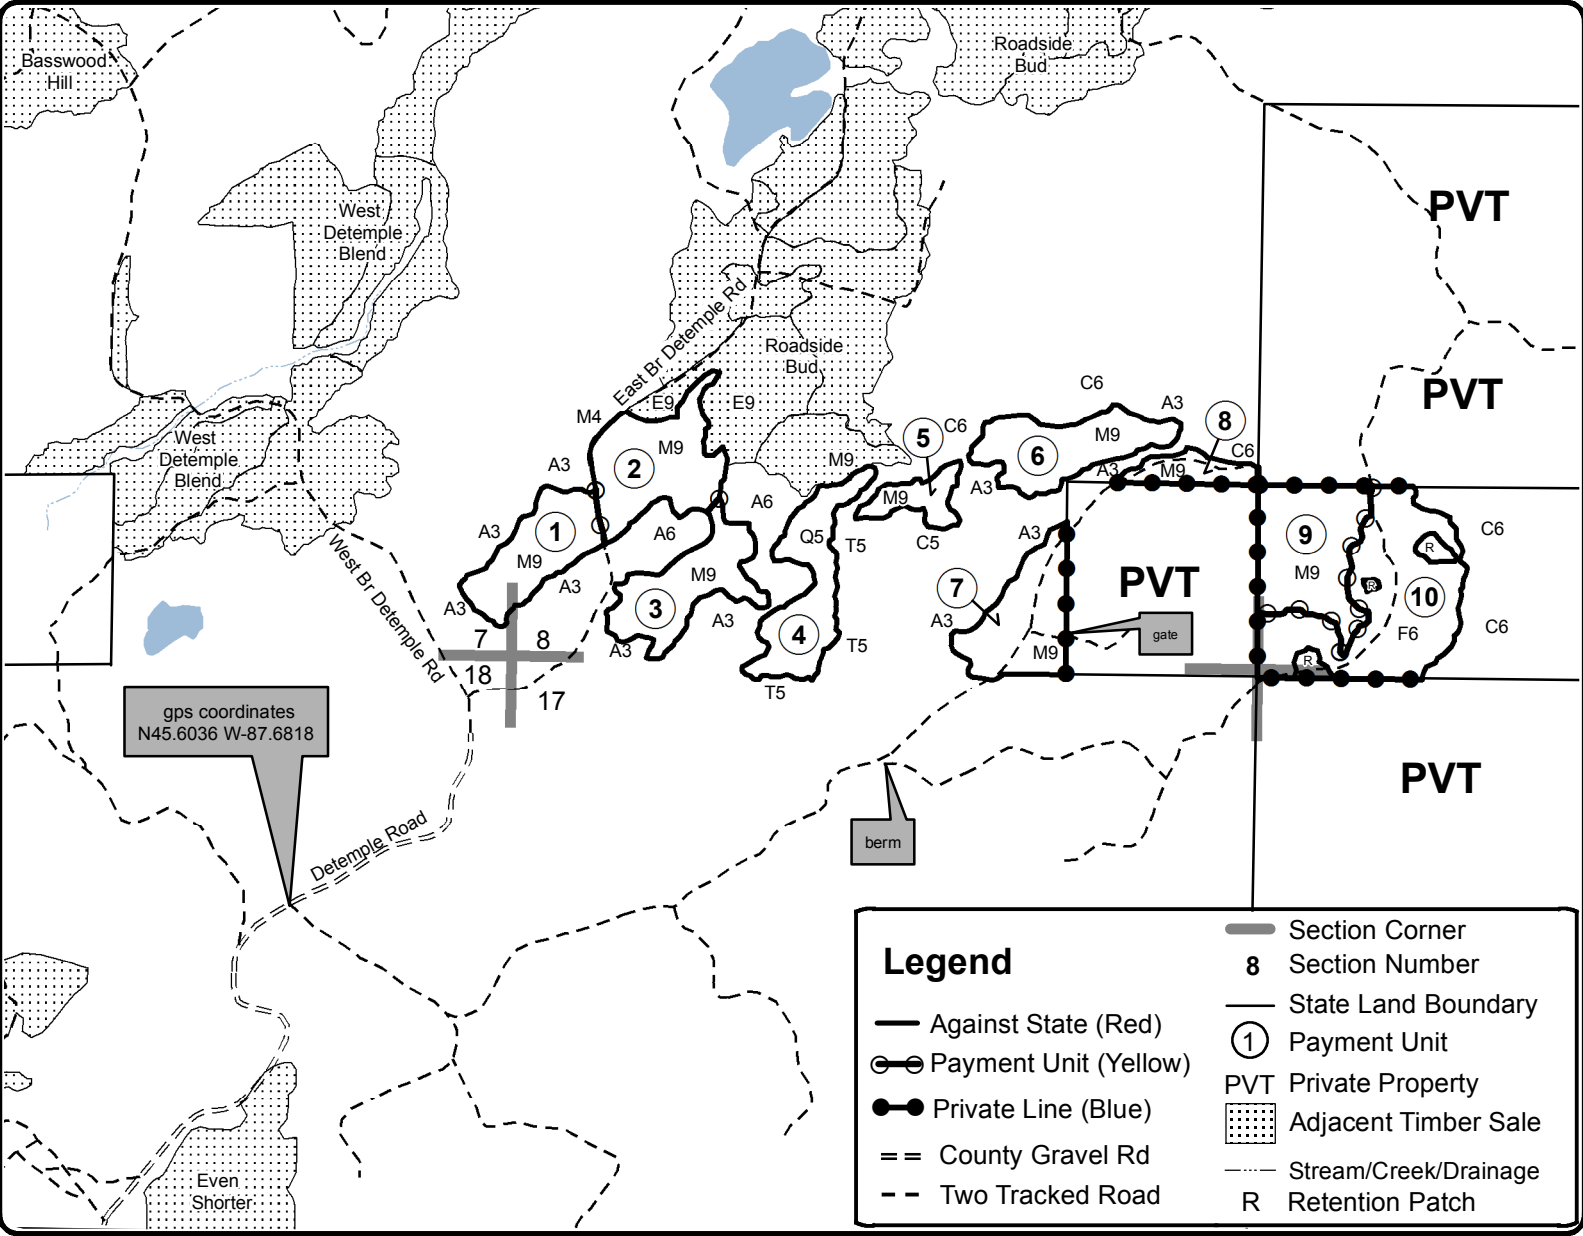 Basswood
Hill
Roadside
Bud
PVT
West
Detemple
Blend
East Br Detemple Rd
Roadside
Bud
PVT
E9
E9
M4
C6
A3
M9
8
C6
5
C6
6
West
Detemple
Blend
M9
2
A3
M9
A3
M9
A3
M9
A6
1
A3
M9
A3
A3
A6
Q5
T5
C5
A3
9
M9
C6
R
R
10
F6
C6
PVT
7
A3
gate
M9
R
M9
3
A3
A3
4
T5
T5
West Br Detemple Rd
7
8
18
17
gps coordinates
N45.6036 W-87.6818
Detemple Road
berm
PVT
Even
Shorter
Legend
Against State (Red)
Payment Unit (Yellow)
Private Line (Blue)
County Gravel Rd
Two Tracked Road
Section Corner
8 Section Number
State Land Boundary
1 Payment Unit
PVT Private Property
Adjacent Timber Sale
Stream/Creek/Drainage
R Retention Patch